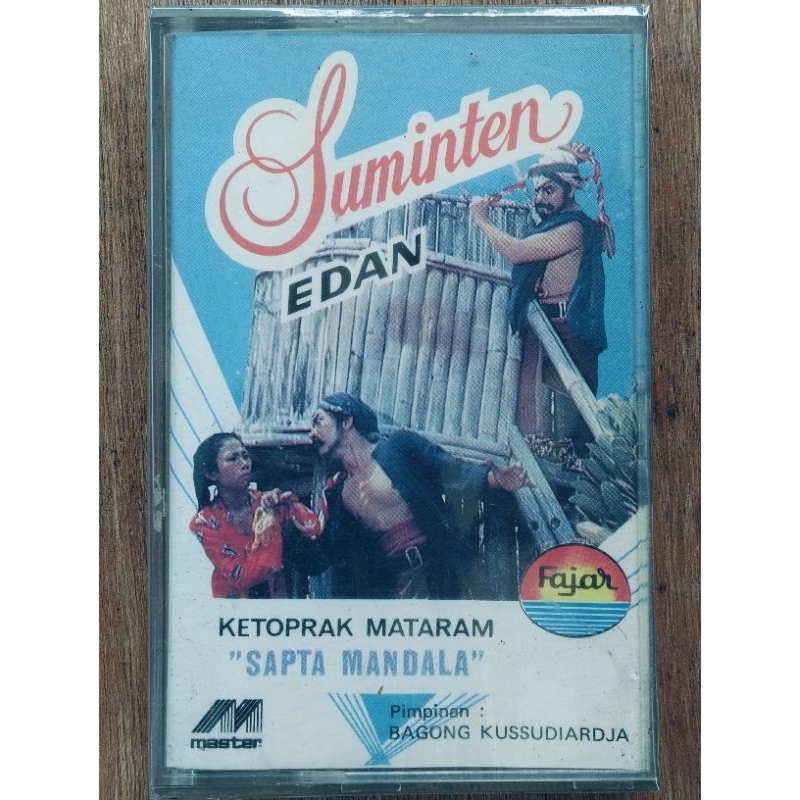 Suminten
EDAN
Fajar
KETOPRAK MATARAM
"SAPTA MANDALA"
master
Pimpinan :
BAGONG KUSSUDIARDJA